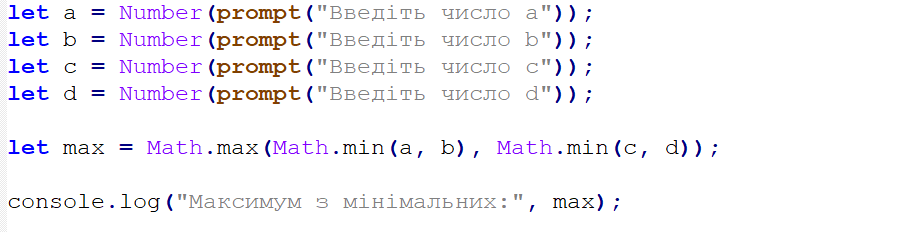 let a = Number(prompt("Введіть число a"));
let b = Number(prompt("Введіть число b"));
let c = Number(prompt("Введіть число c"));
let d = Number(prompt("Введіть число d"));
let max = Math.max(Math.min(a, b), Math.min(c, d));
console.log("Максимум з мінімальних:", max);